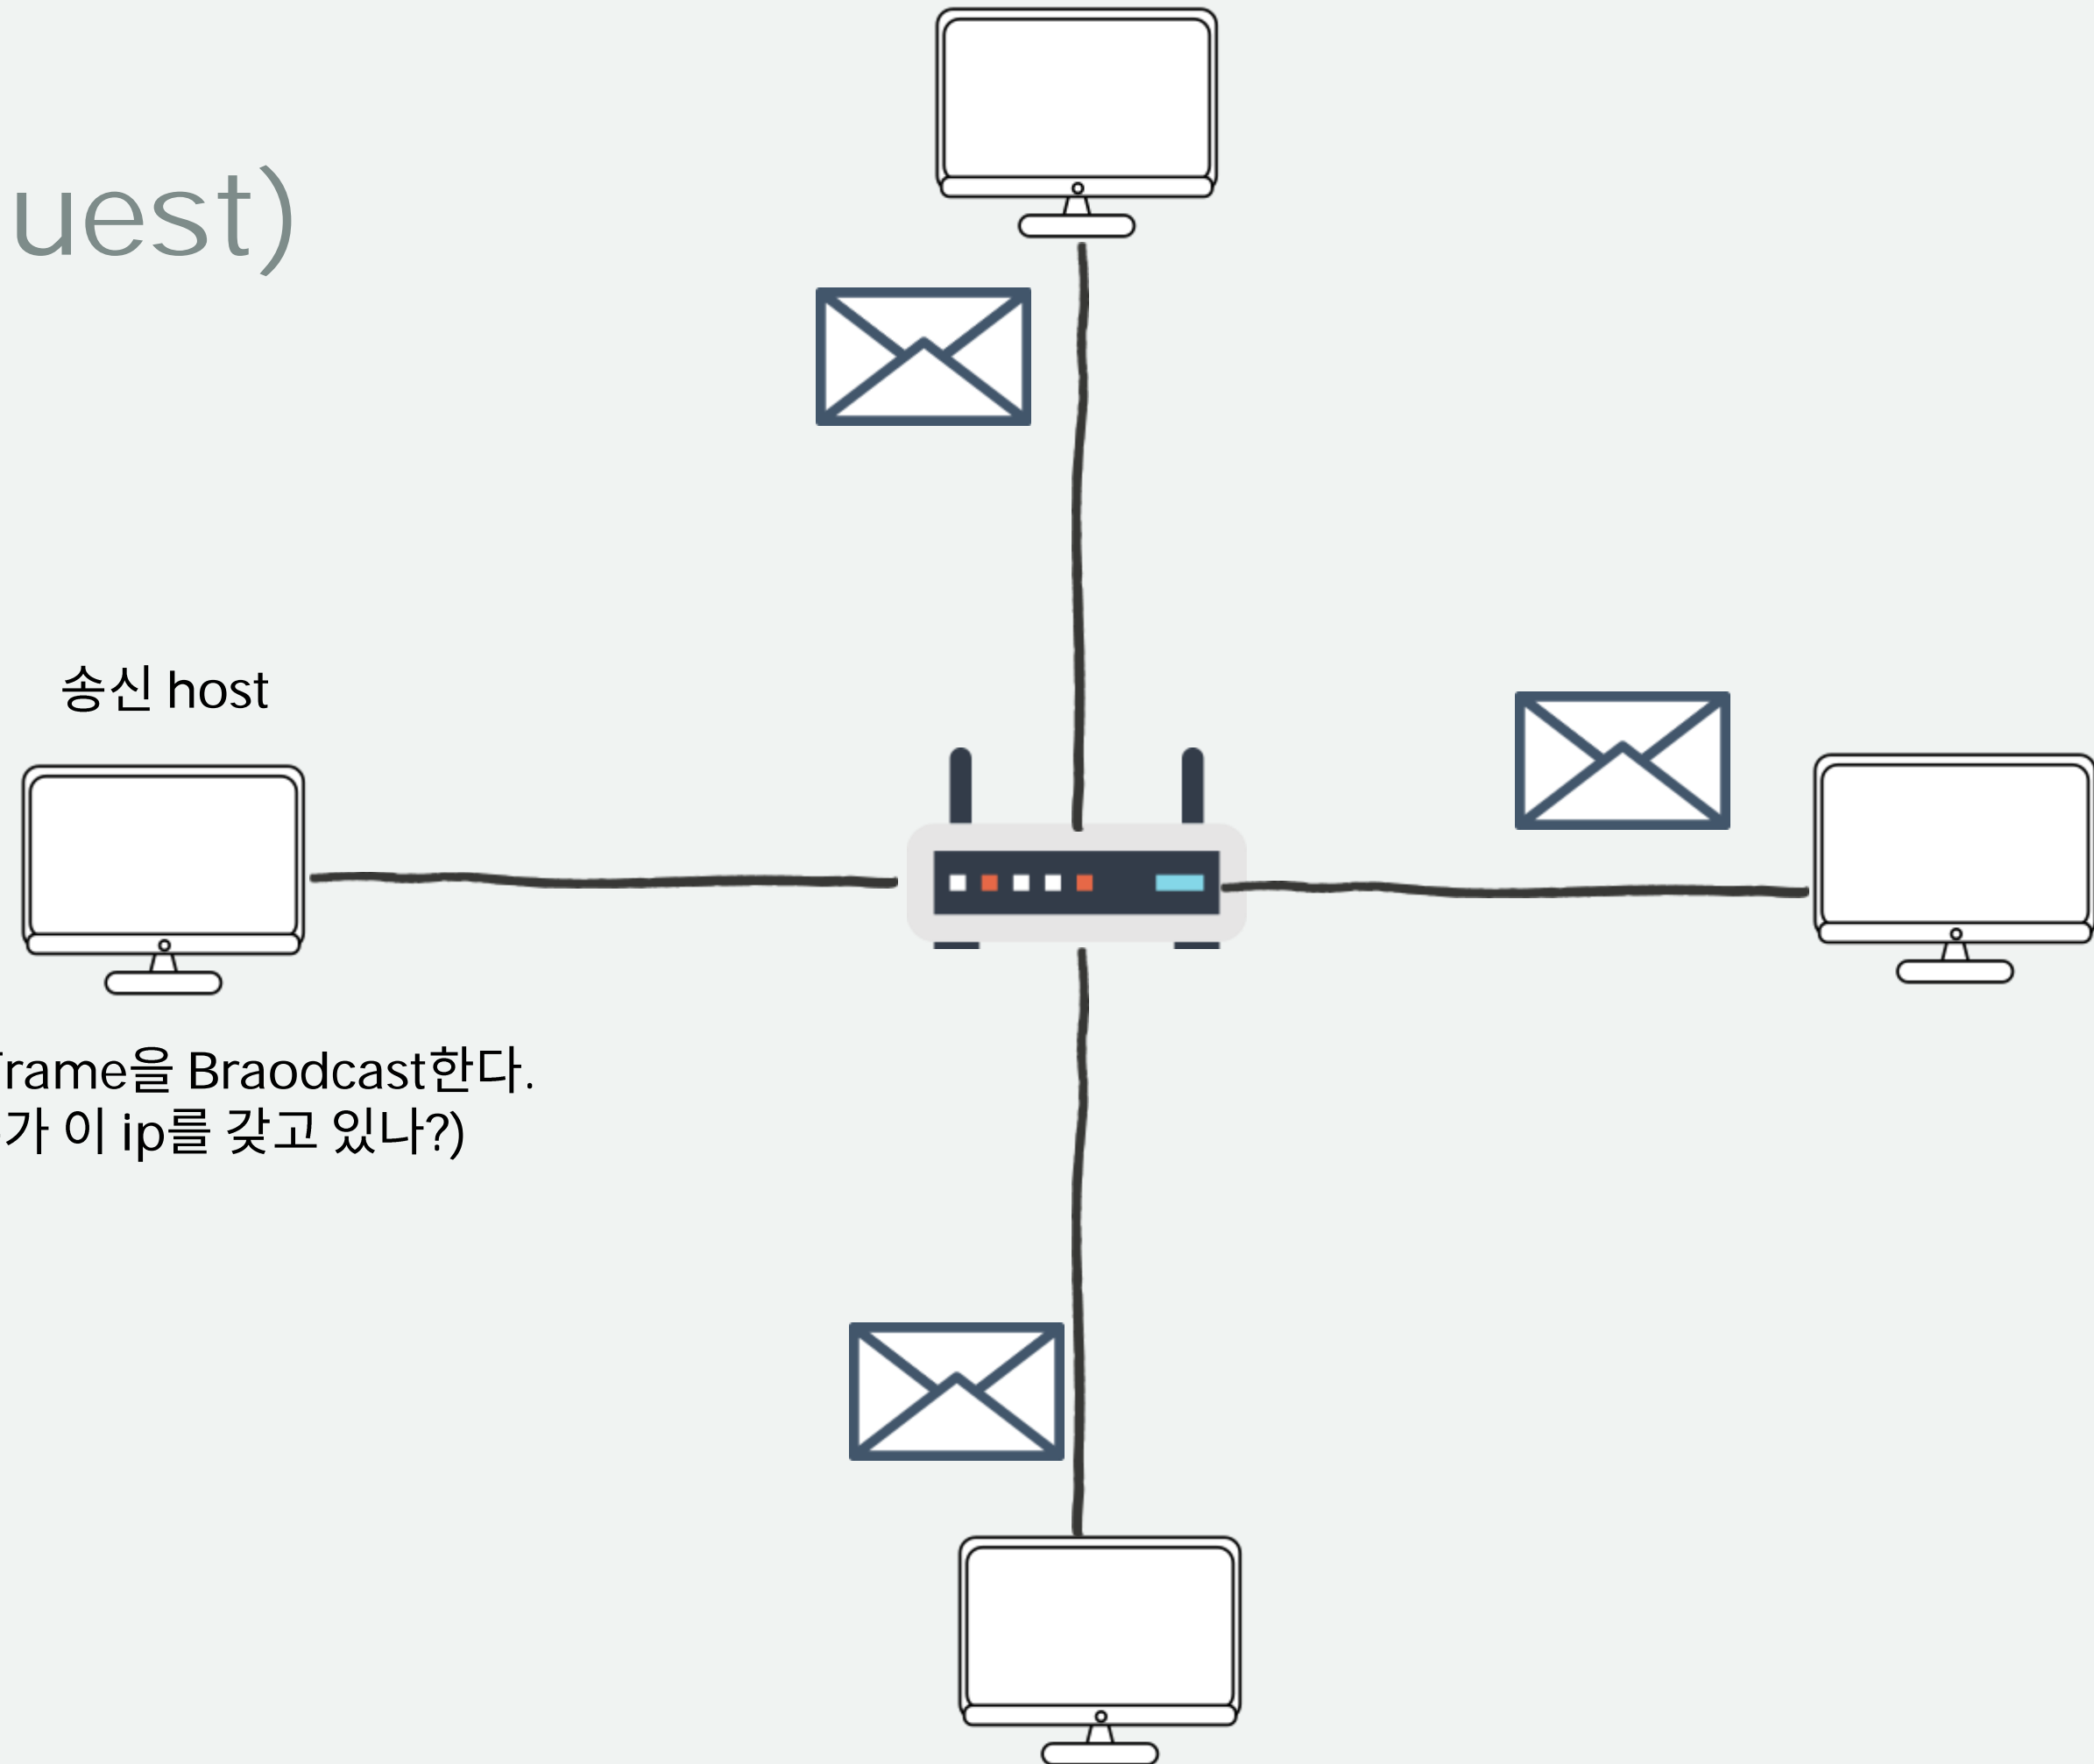 uest)
송신 host
rame을 Braodcast한다.
가 이 ip를 갖고 있나?)